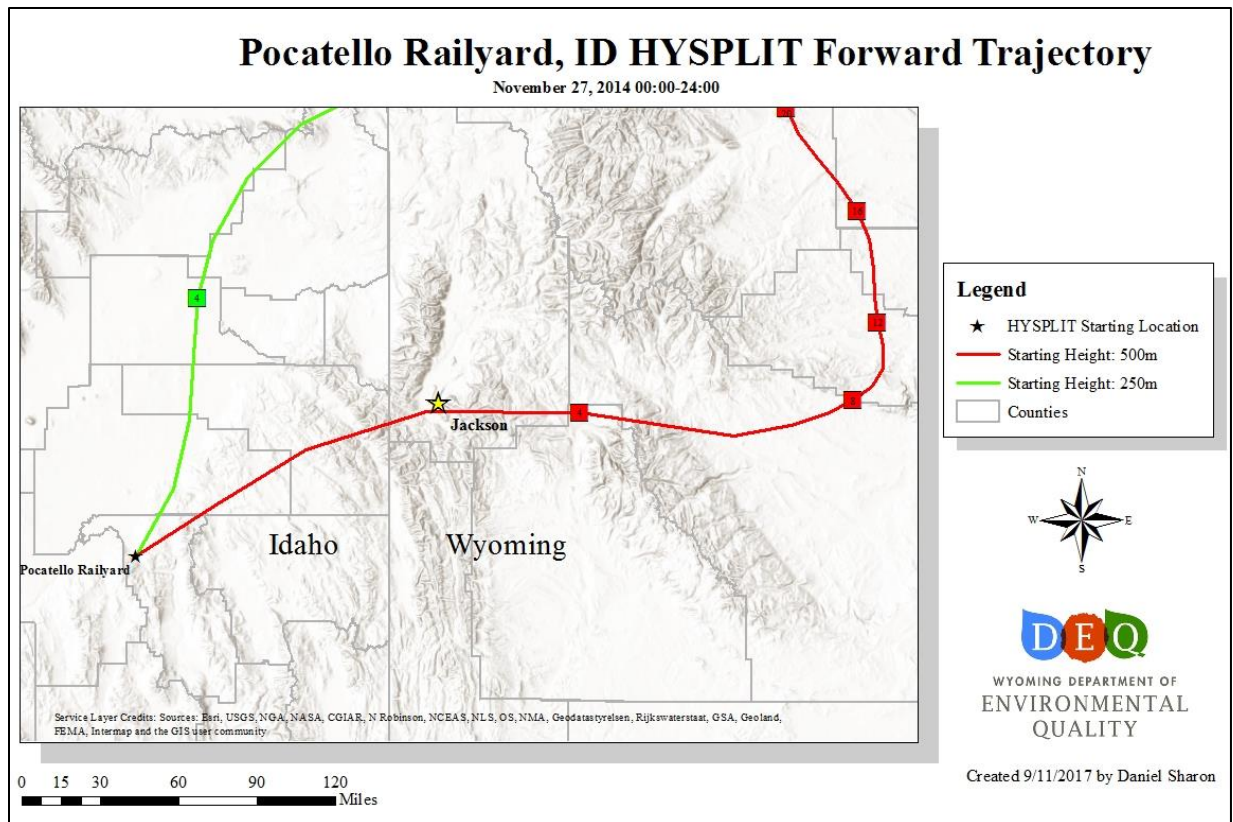 Pocatello Railyard, ID HYSPLIT Forward Trajectory
November 27, 2014 00:00-24:00
20
16
4
12
8
4
Jackson
Idaho
Wyoming
Pocatello Railyard
Service Layer Credits: Sources: Esri, USGS, NGA, NASA, CGIAR, N Robinson, NCEAS, NLS, OS, NMA, Geodatastyrelsen, Rijkswaterstaat, GSA, Geoland,
FEMA, Intermap and the GIS user community
0 15 30 60 90 120
Miles
Legend
HYSPLIT Starting Location
Starting Height: 500m
Starting Height: 250m
Counties
N
W E
S
DEQ
WYOMING DEPARTMENT OF
ENVIRONMENTAL
QUALITY
Created 9/11/2017 by Daniel Sharon